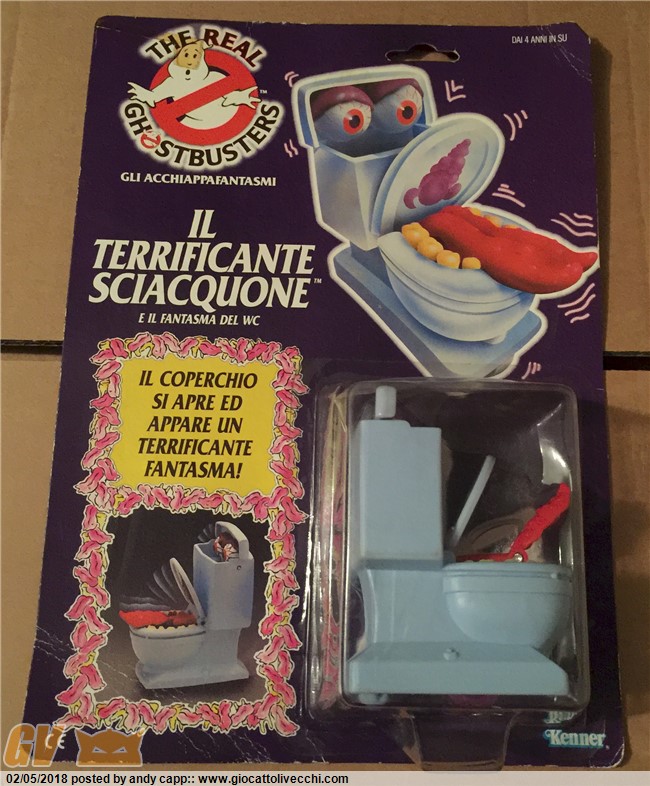 THE REAL
GHOSTBUSTERS
TM
GLI ACCHIAPPAFANTASMI
DAI 4 ANNI IN SU
IL
TERRIFICANTE
SCIACQUONE™
E IL FANTASMA DEL WC
IL COPERCHIO
SI APRE ED
APPARE UN
TERRIFICANTE
FANTASMA!
CE
Kenner
GV
02/05/2018 posted by andy capp:: www.giocattolivecchi.com